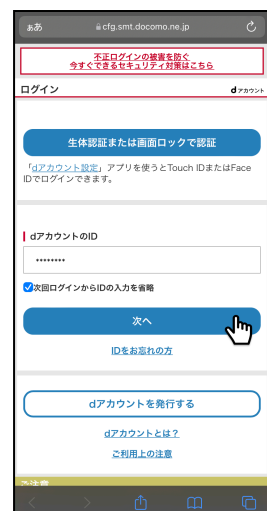 ああ cfg.smt.docomo.ne.jp
不正ログインの被害を防ぐ
今すぐできるセキュリティ対策はこちら
ログイン dアカウント
生体認証または画面ロックで認証
「dアカウント設定」アプリを使うとTouch IDまたはFace
IDでログインできます。
dアカウントのID
••••••••
次回ログインからIDの入力を省略
次へ
IDをお忘れの方
dアカウントを発行する
dアカウントとは？
ご利用上の注意
ご注意